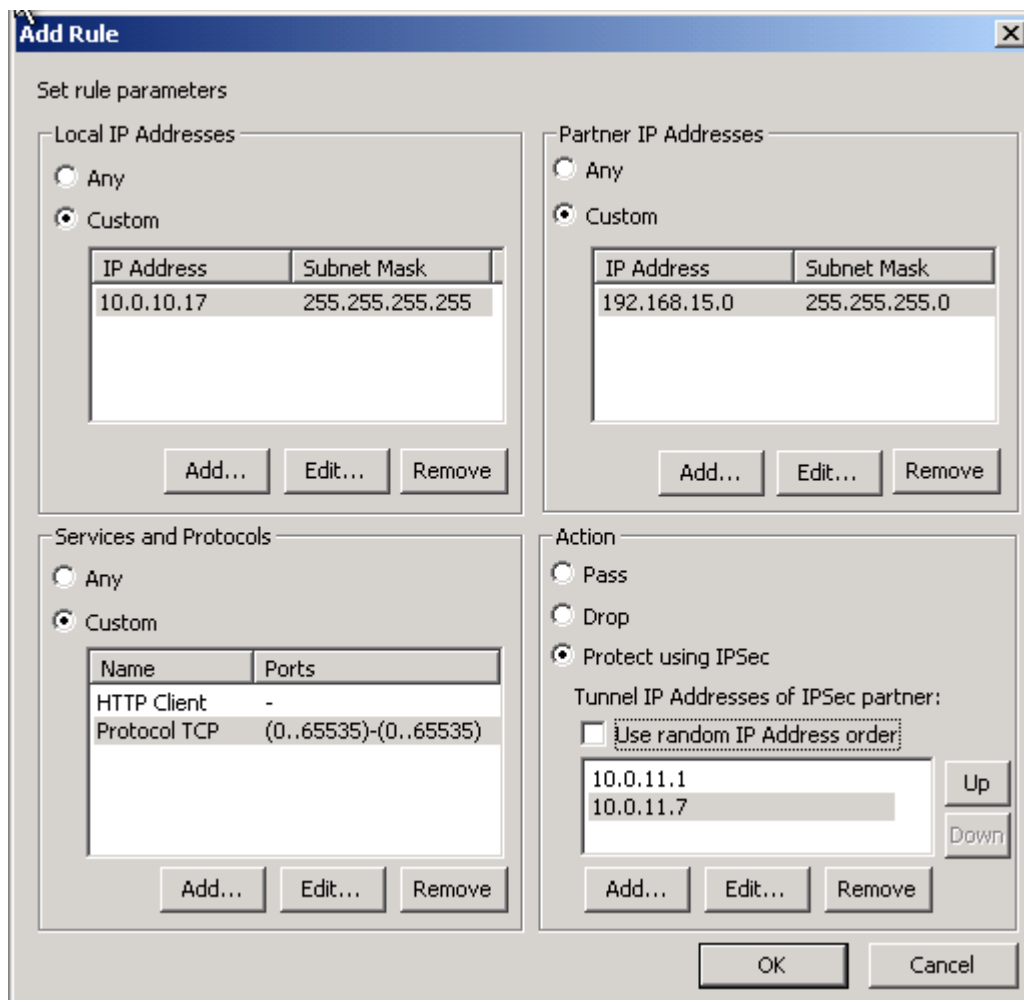 Add Rule
Set rule parameters
Local IP Addresses
Any
Custom
IP Address Subnet Mask
10.0.10.17 255.255.255.255
Add... Edit... Remove
Partner IP Addresses
Any
Custom
IP Address Subnet Mask
192.168.15.0 255.255.255.0
Add... Edit... Remove
Services and Protocols
Any
Custom
Name Ports
HTTP Client -
Protocol TCP (0..65535)-(0..65535)
Add... Edit... Remove
Action
Pass
Drop
Protect using IPSec
Tunnel IP Addresses of IPSec partner:
Use random IP Address order
10.0.11.1
10.0.11.7
Up
Down
Add... Edit... Remove
OK Cancel